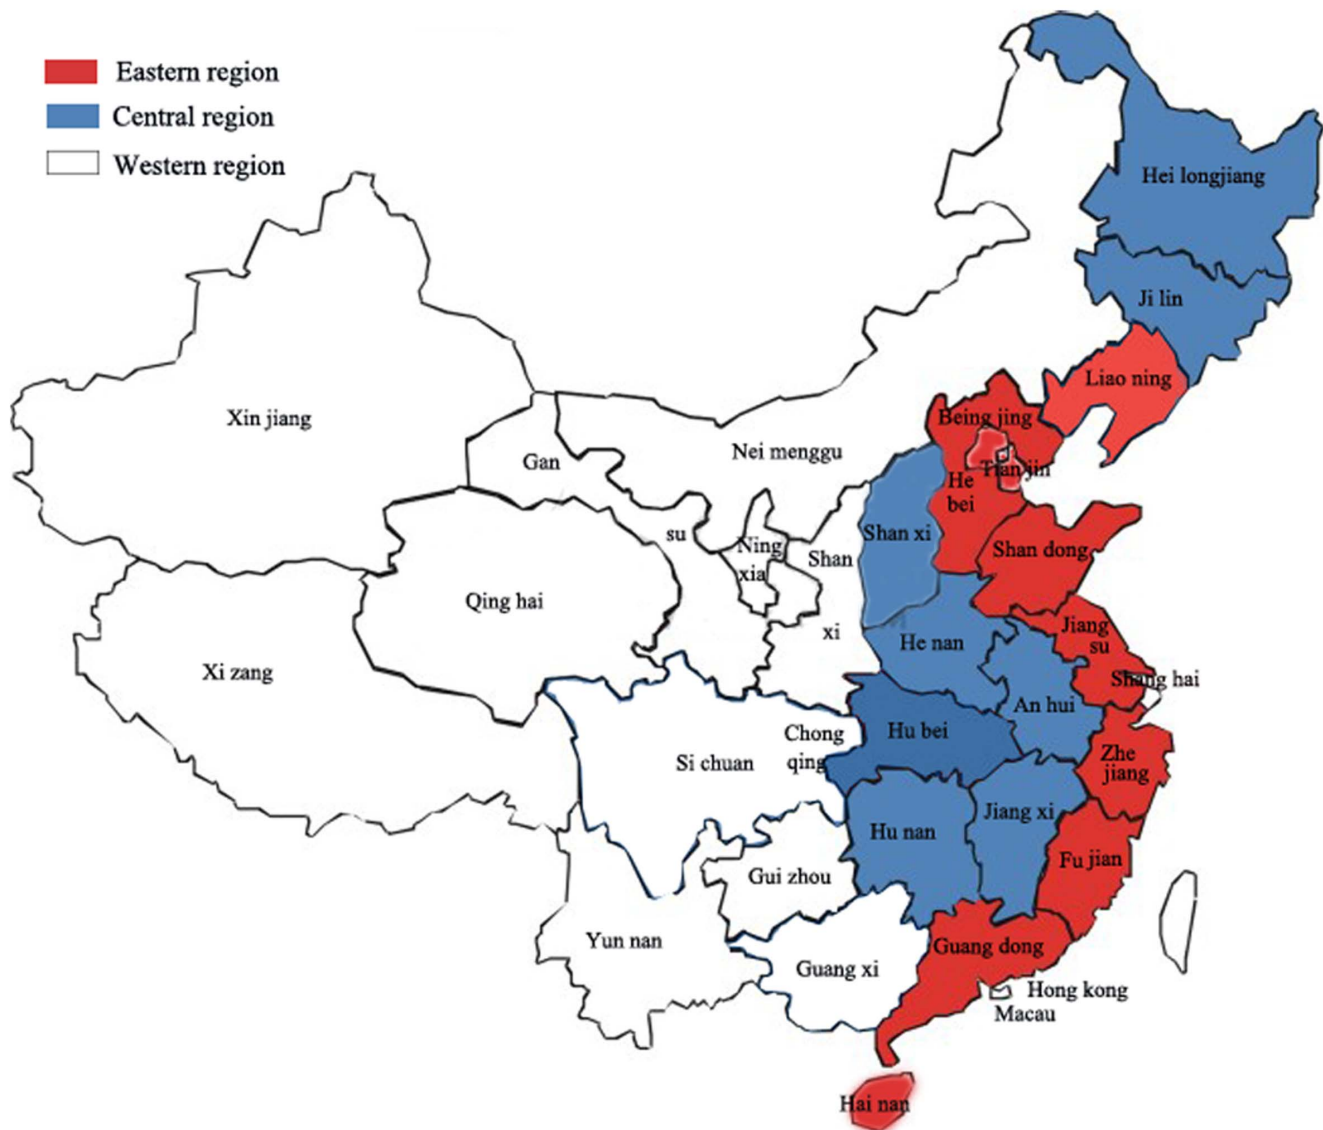 Eastern region
Central region
Western region
Hei longjiang
Ji lin
Liao ning
Being jing
Tian jin
He
bei
Xin jiang
Gan
su
Nei menggu
Ning
xia
Shan
xi
Shan xi
Shan dong
Qing hai
Xi zang
He nan
Jiang
su
Shang hai
An hui
Hu bei
Chong
qing
Si chuan
Zhe
jiang
Hu nan
Jiang xi
Fu jian
Gui zhou
Yun nan
Guang xi
Guang dong
Hong kong
Macau
Hai nan